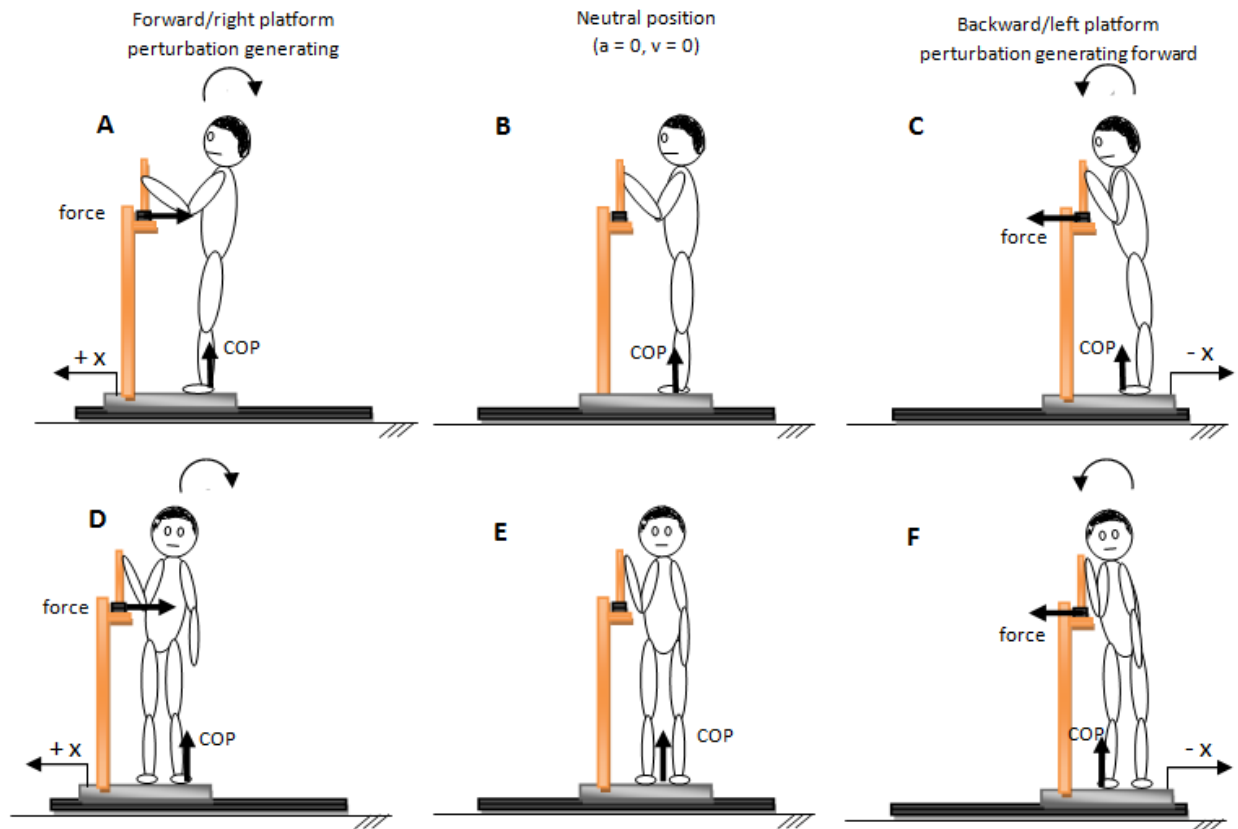 Forward/right platform
perturbation generating
Neutral position
(a = 0, v = 0)
Backward/left platform
perturbation generating forward
A
B
C
force
force
COP
COP
COP
+ x
- x
D
E
F
force
force
COP
COP
COP
+ x
- x